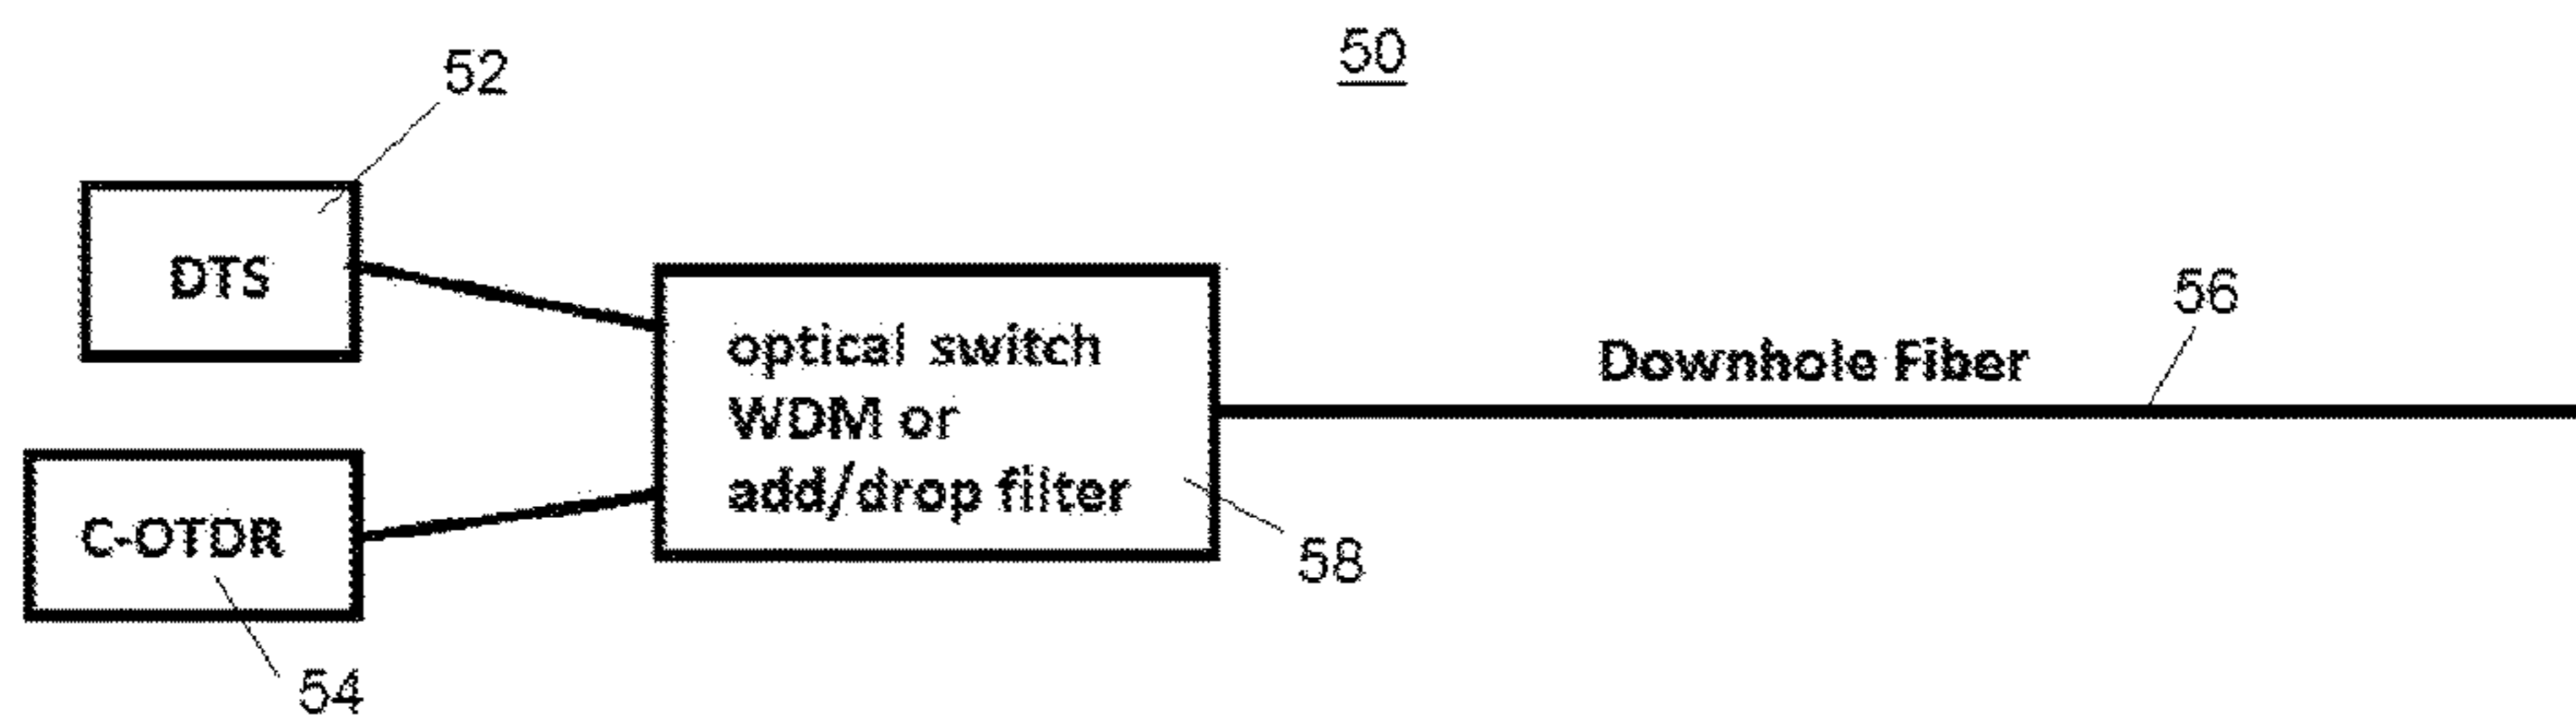 50
52
DTS
56
optical switch
WDM or
add/drop filter
Downhole Fiber
C-OTDR
58
54